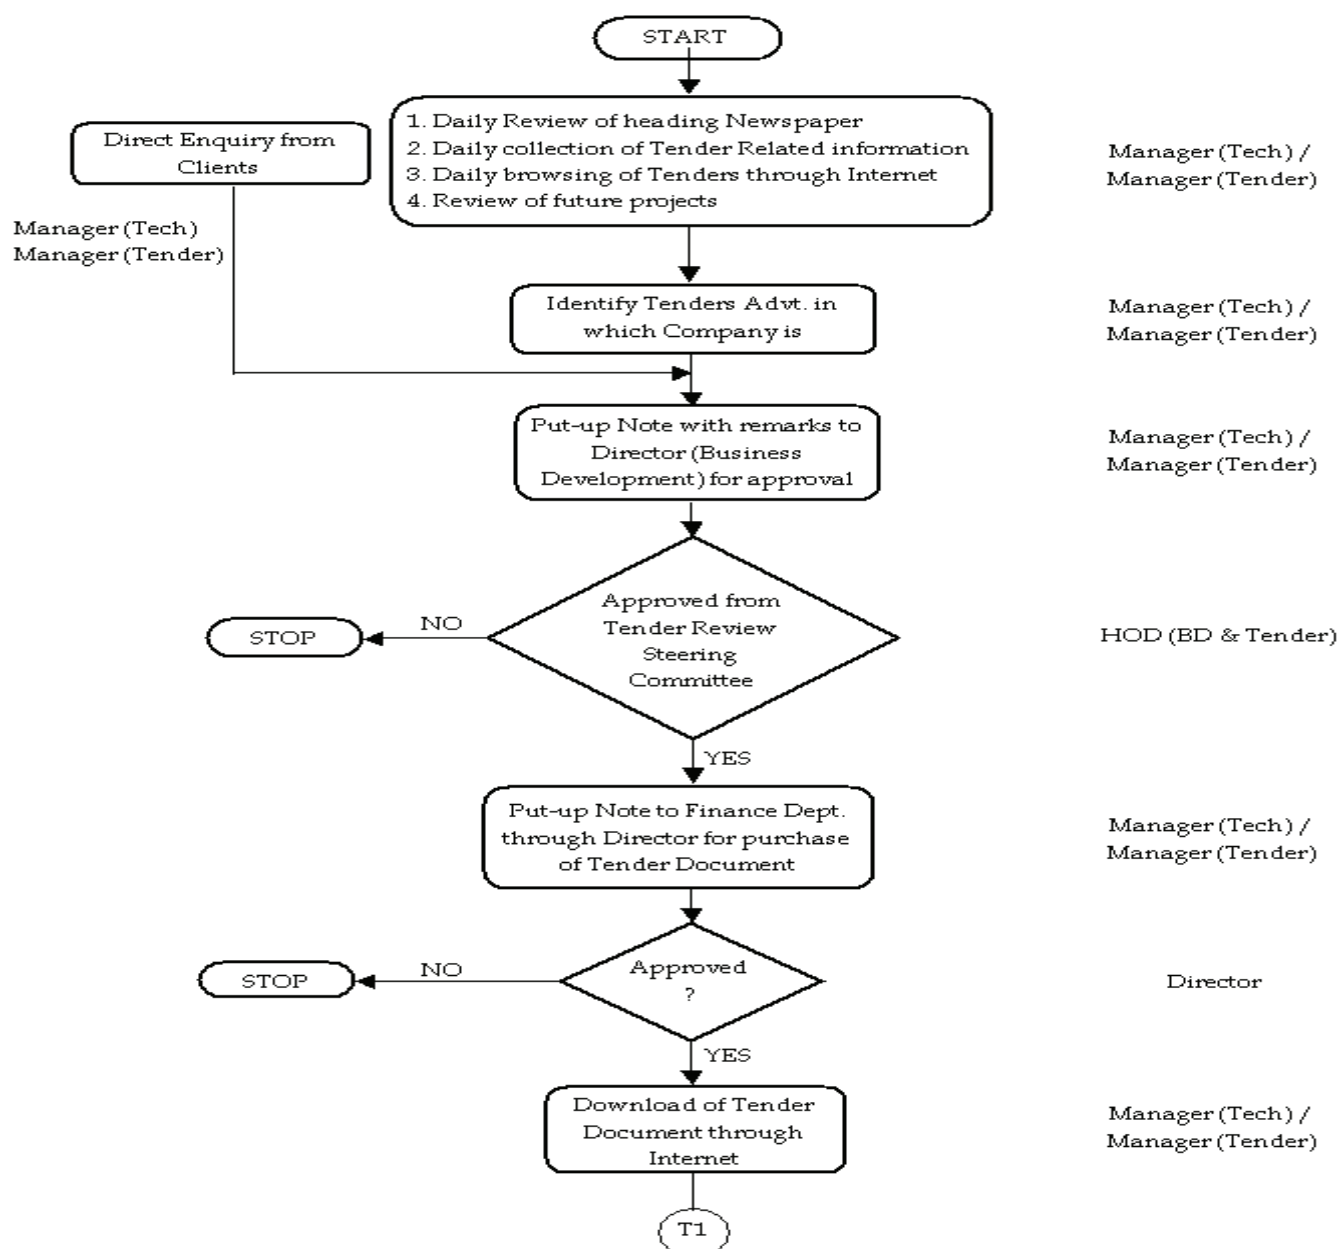 START
1. Daily Review of heading Newspaper
2. Daily collection of Tender Related information
3. Daily browsing of Tenders through Internet
4. Review of future projects
Manager (Tech) /
Manager (Tender)
Direct Enquiry from
Clients
Manager (Tech)
Manager (Tender)
Identify Tenders Advt. in
which Company is
Manager (Tech) /
Manager (Tender)
Put-up Note with remarks to
Director (Business
Development) for approval
Manager (Tech) /
Manager (Tender)
Approved from
Tender Review
Steering
Committee
NO
STOP
HOD (BD & Tender)
YES
Put-up Note to Finance Dept.
through Director for purchase
of Tender Document
Manager (Tech) /
Manager (Tender)
Approved
?
NO
STOP
Director
YES
Download of Tender
Document through
Internet
Manager (Tech) /
Manager (Tender)
T1